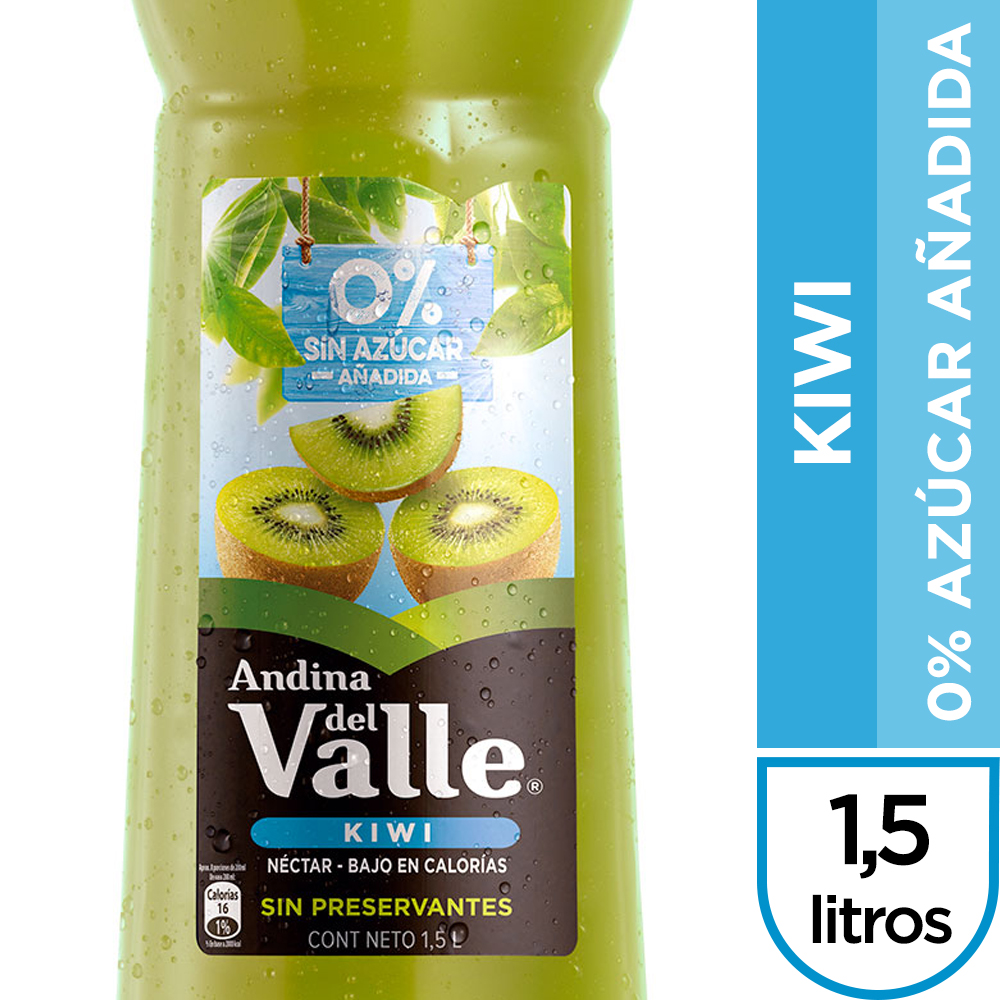 0%
SIN AZÚCAR
AÑADIDA
Andina
del
Valle®
KIWI
NÉCTAR - BAJO EN CALORÍAS
SIN PRESERVANTES
CONT NETO 1,5 L
Calorías
16
1%
KIWI
0% AZÚCAR AÑADIDA
1,5
litros